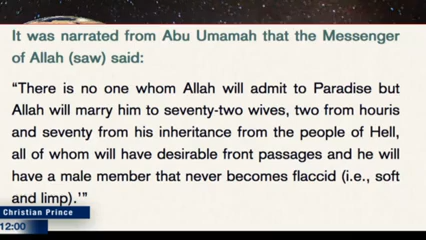 It was narrated from Abu Umamah that the Messenger
of Allah (saw) said:
“There is no one whom Allah will admit to Paradise but
Allah will marry him to seventy-two wives, two from houris
and seventy from his inheritance from the people of Hell,
all of whom will have desirable front passages and he will
have a male member that never becomes flaccid (i.e., soft
and limp).’”
Christian Prince
12:00